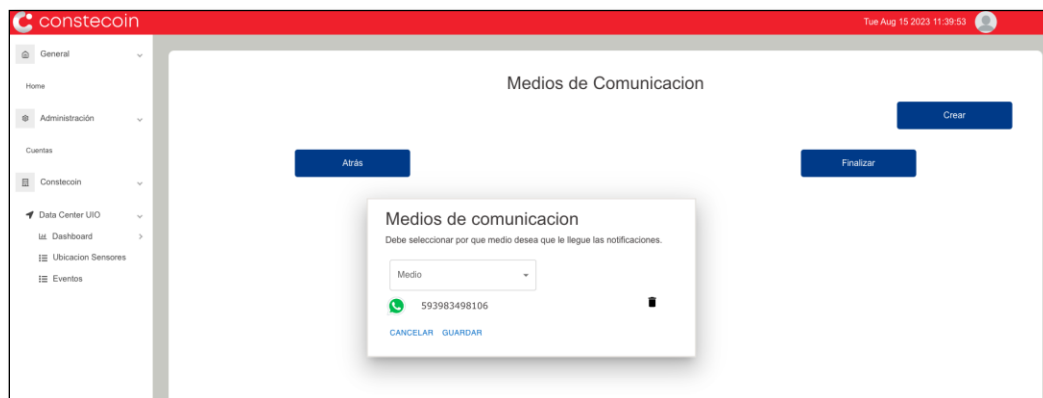 constecoin
Tue Aug 15 2023 11:39:53
General
Home
Administración
Cuentas
Constecoin
Data Center UIO
Dashboard
Ubicacion Sensores
Eventos
Medios de Comunicacion
Crear
Atrás
Finalizar
Medios de comunicacion
Debe seleccionar por que medio desea que le llegue las notificaciones.
Medio
593983498106
CANCELAR GUARDAR